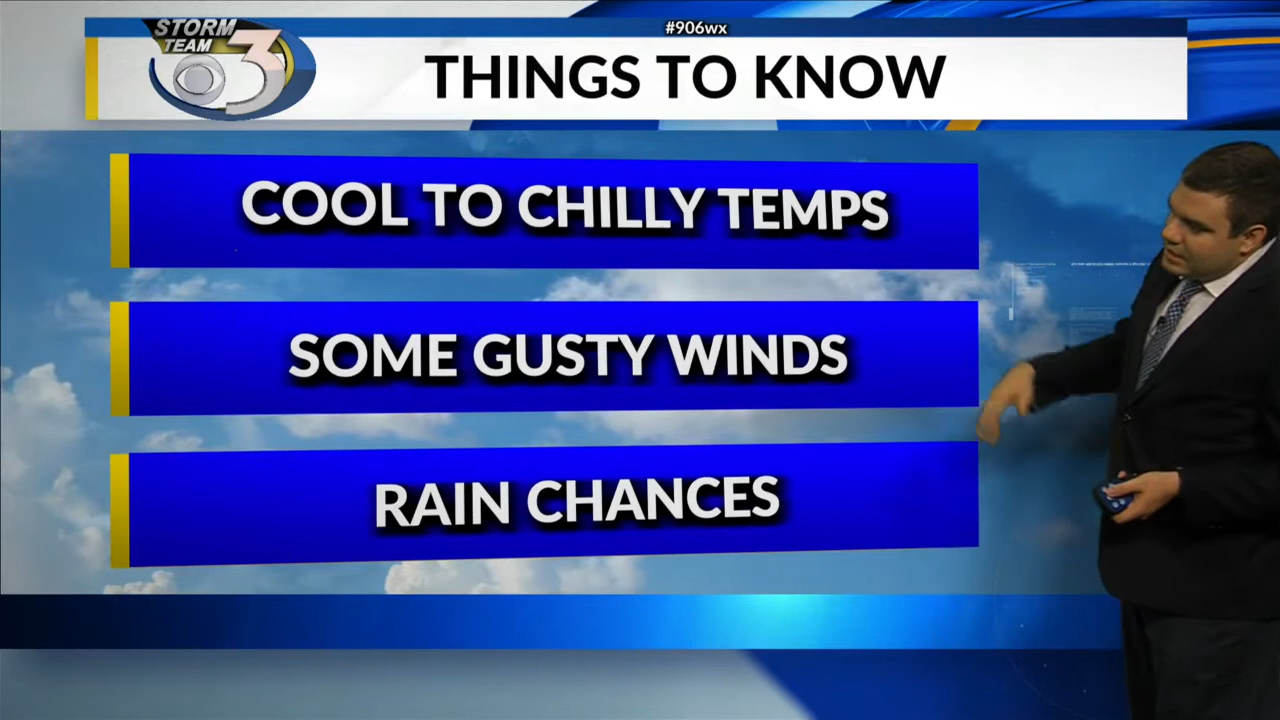 #906wx
STORM
TEAM
3
THINGS TO KNOW
COOL TO CHILLY TEMPS
SOME GUSTY WINDS
RAIN CHANCES